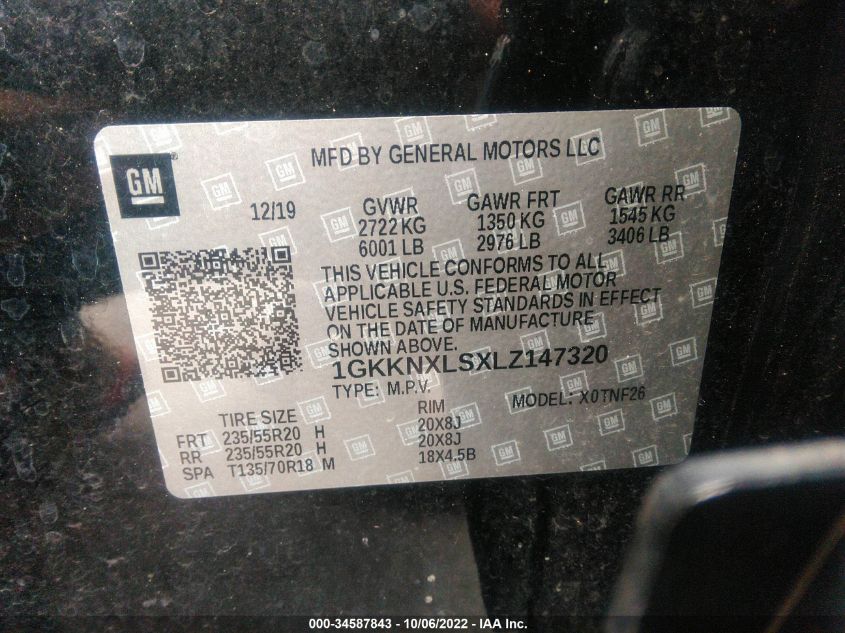 MFD BY GENERAL MOTORS LLC
GM
12/19 GVWR GAWR FRT GAWR RR
2722 KG 1350 KG 1545 KG
6001 LB 2976 LB 3406 LB
THIS VEHICLE CONFORMS TO ALL
APPLICABLE U.S. FEDERAL MOTOR
VEHICLE SAFETY STANDARDS IN EFFECT
ON THE DATE OF MANUFACTURE
SHOWN ABOVE.
1GKKNXLSXLZ147320
TYPE: M.P.V. MODEL: X0TNF26
TIRE SIZE RIM
FRT 235/55R20 H 20X8J
RR 235/55R20 H 20X8J
SPA T135/70R18 M 18X4.5B
000-34587843 - 10/06/2022 - IAA Inc.